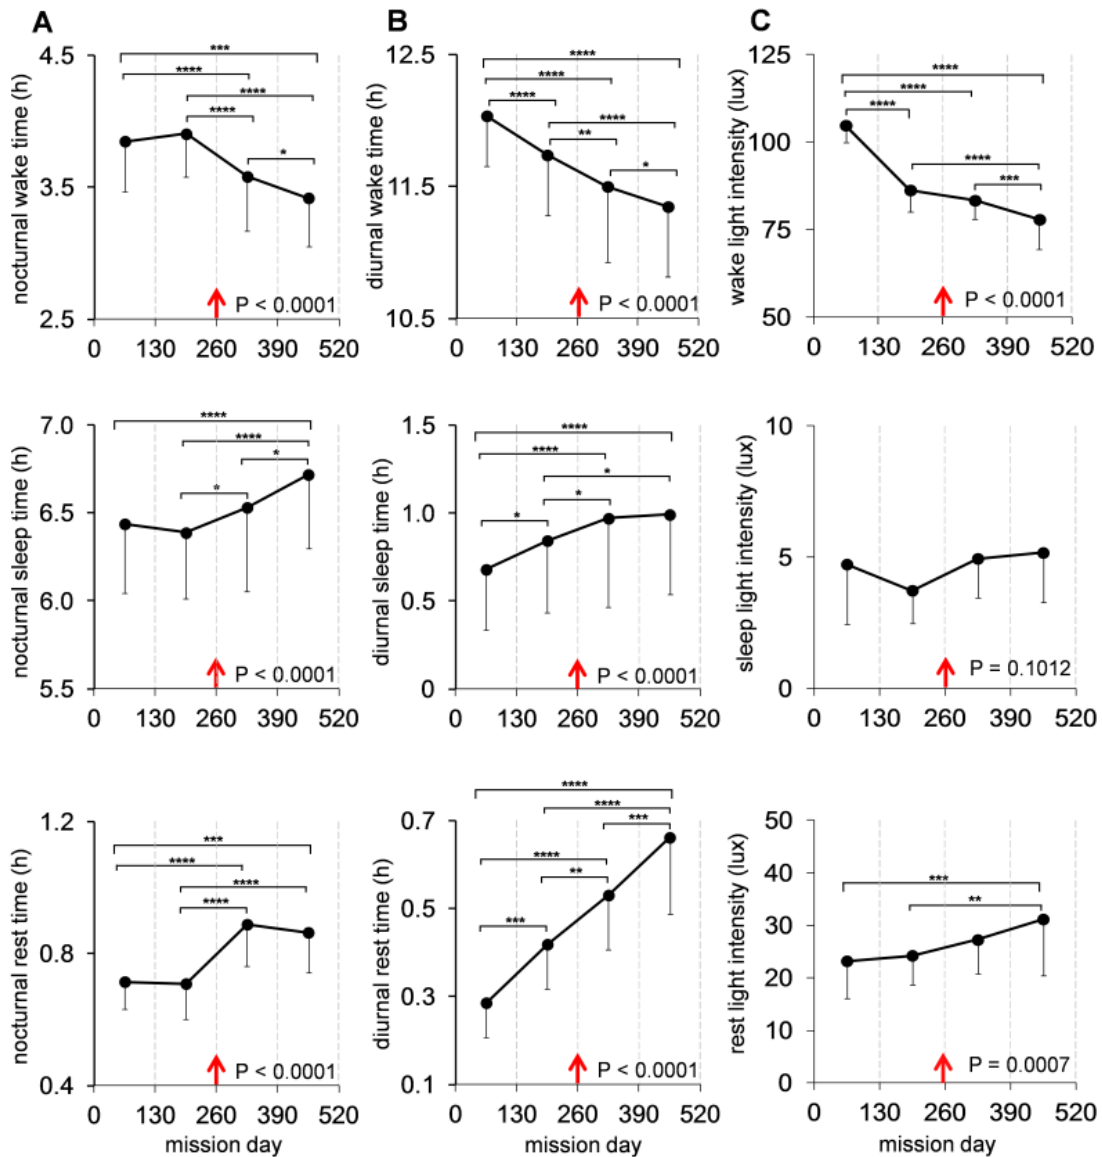 A
B
C
nocturnal wake time (h)
4.5
3.5
2.5
***
****
****
****
*
P < 0.0001
0 130 260 390 520
diurnal wake time (h)
12.5
11.5
10.5
****
****
****
****
**
*
P < 0.0001
0 130 260 390 520
wake light intensity (lux)
125
100
75
50
****
****
****
****
***
P < 0.0001
0 130 260 390 520
nocturnal sleep time (h)
7.0
6.5
6.0
5.5
****
****
*
*
P < 0.0001
0 130 260 390 520
diurnal sleep time (h)
1.5
1.0
0.5
0
****
****
*
*
*
P < 0.0001
0 130 260 390 520
sleep light intensity (lux)
10
5
0
P = 0.1012
0 130 260 390 520
nocturnal rest time (h)
1.2
0.8
0.4
***
****
****
****
P < 0.0001
0 130 260 390 520
mission day
diurnal rest time (h)
0.7
0.5
0.3
0.1
****
****
***
****
**
***
P < 0.0001
0 130 260 390 520
mission day
rest light intensity (lux)
50
40
30
20
10
0
***
**
P = 0.0007
0 130 260 390 520
mission day